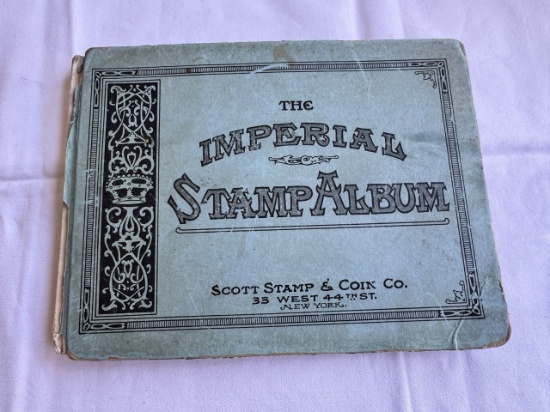 THE
IMPERIAL
STAMP ALBUM
SCOTT STAMP & COIN CO.
33 WEST 44TH ST.
NEW YORK.